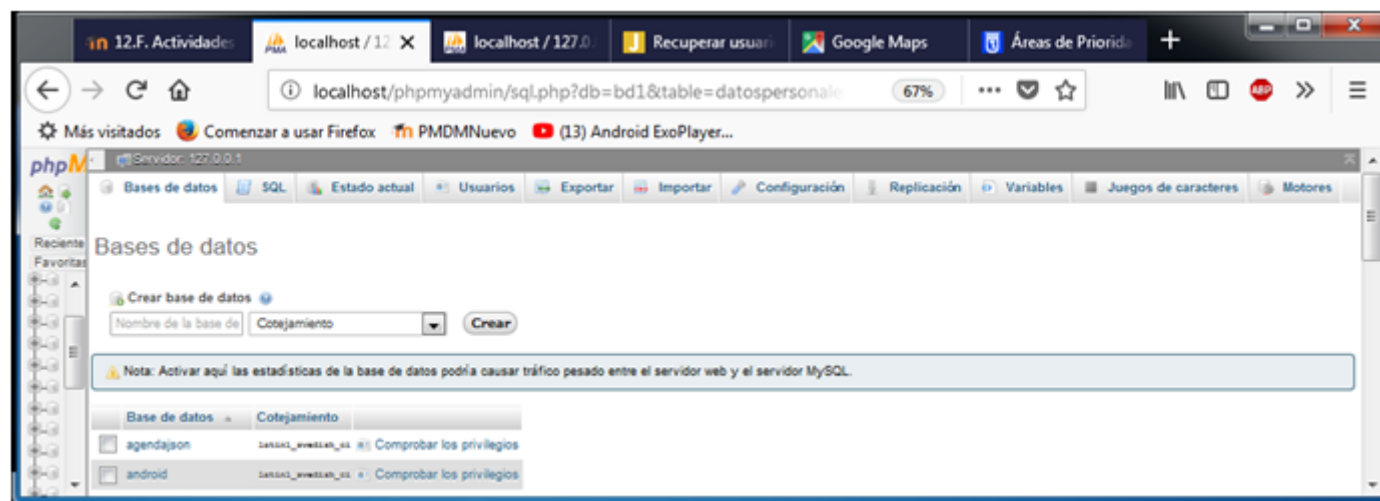 12.F. Actividades
localhost / 12
localhost / 127.0.
Recuperar usuari
Google Maps
Áreas de Priorida
localhost/phpmyadmin/sql.php?db=bd1&table=datospersonale
67%
ABP
Más visitados
Comenzar a usar Firefox
PMDMNuevo
(13) Android ExoPlayer...
phpM
Servidor: 127.0.0.1
Bases de datos
SQL
Estado actual
Usuarios
Exportar
Importar
Configuración
Replicación
Variables
Juegos de caracteres
Motores
Reciente
Favoritas
Bases de datos
Crear base de datos
Nombre de la base de
Cotejamiento
Crear
Nota: Activar aquí las estadísticas de la base de datos podría causar tráfico pesado entre el servidor web y el servidor MySQL.
Base de datos
Cotejamiento
agendajson
latin1_swedish_ci
Comprobar los privilegios
android
latin1_swedish_ci
Comprobar los privilegios